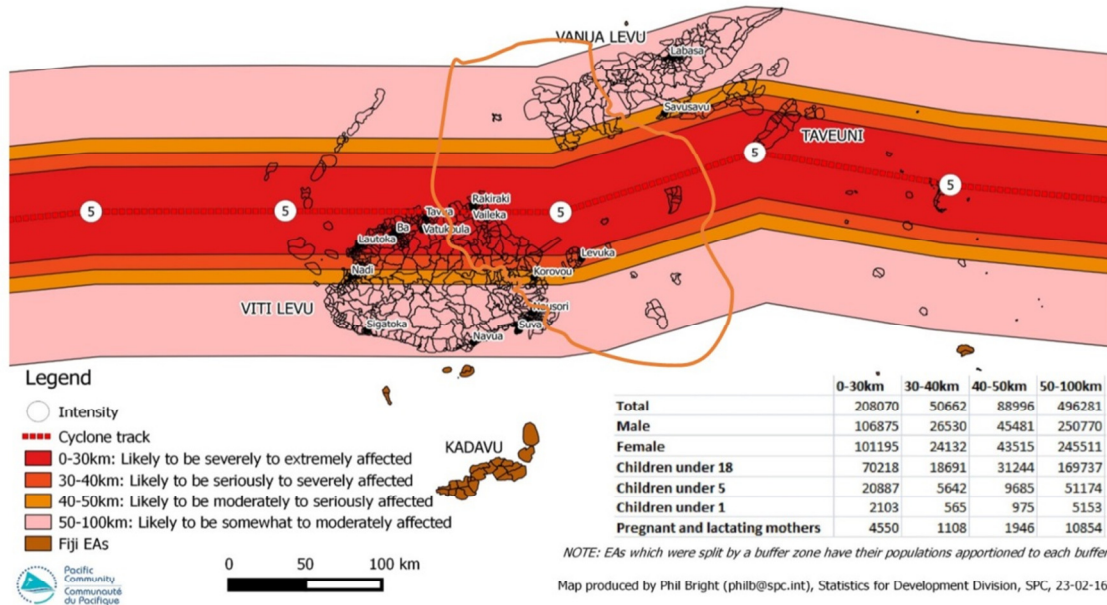 VANUA LEVU
Labasa
Savusavu
TAVEUNI
5
5
5
5
5
Rakiraki
Tavua
Vaileka
Ba
Vatukoula
Lautoka
Levuka
Nadi
Korovou
VITI LEVU
Nausori
Sigatoka
Suva
Navua
Legend
Intensity
Cyclone track
0-30km: Likely to be severely to extremely affected
30-40km: Likely to be seriously to severely affected
40-50km: Likely to be moderately to seriously affected
50-100km: Likely to be somewhat to moderately affected
Fiji EAs
KADAVU
Pacific
Community
Communauté
du Pacifique
0 50 100 km
0-30km 30-40km 40-50km 50-100km
Total 208070 50662 88996 496281
Male 106875 26530 45481 250770
Female 101195 24132 43515 245511
Children under 18 70218 18691 31244 169737
Children under 5 20887 5642 9685 51174
Children under 1 2103 565 975 5153
Pregnant and lactating mothers 4550 1108 1946 10854
NOTE: EAs which were split by a buffer zone have their populations apportioned to each buffer
Map produced by Phil Bright (philb@spc.int), Statistics for Development Division, SPC, 23-02-16